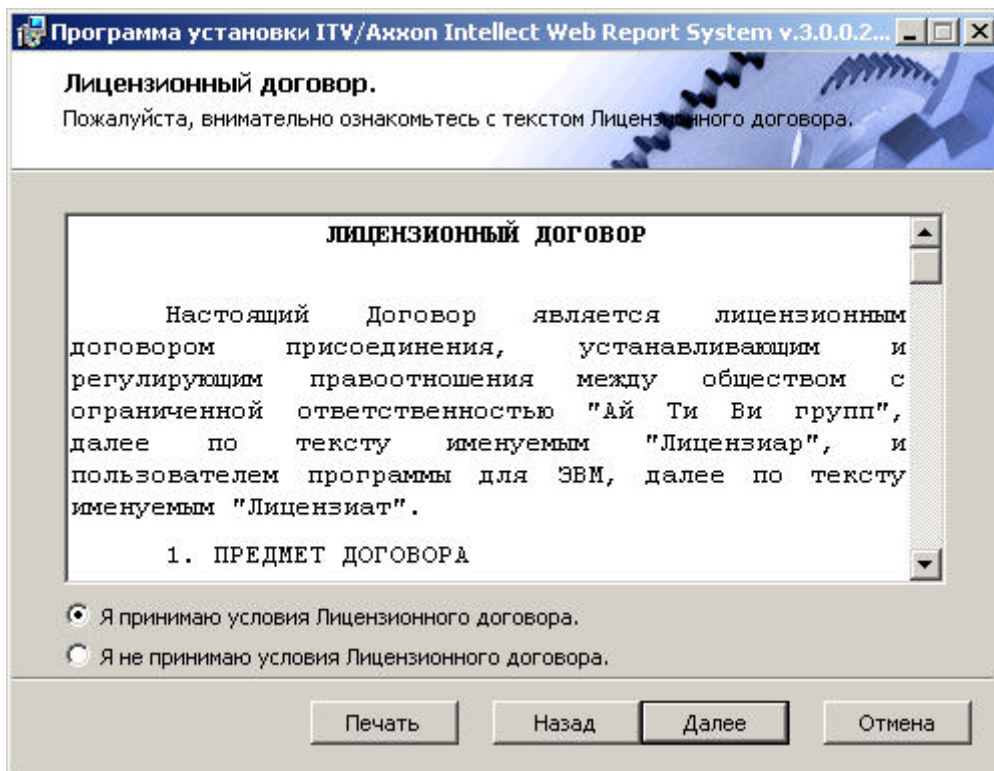 Программа установки ITV/Axxon Intellect Web Report System v.3.0.0.2...
Лицензионный договор.
Пожалуйста, внимательно ознакомьтесь с текстом Лицензионного договора.
ЛИЦЕНЗИОННЫЙ ДОГОВОР
Настоящий Договор является лицензионным
договором присоединения, устанавливающим и
регулирующим правоотношения между обществом с
ограниченной ответственностью "Ай Ти Ви групп",
далее по тексту именуемым "Лицензиар", и
пользователем программы для ЭВМ, далее по тексту
именуемым "Лицензиат".
1. ПРЕДМЕТ ДОГОВОРА
Я принимаю условия Лицензионного договора.
Я не принимаю условия Лицензионного договора.
Печать Назад Далее Отмена